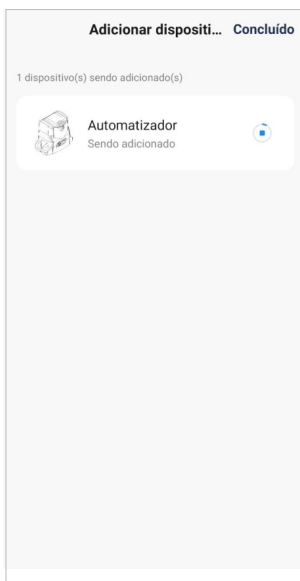 Adicionar dispositi... Concluído
1 dispositivo(s) sendo adicionado(s)
Automatizador
Sendo adicionado